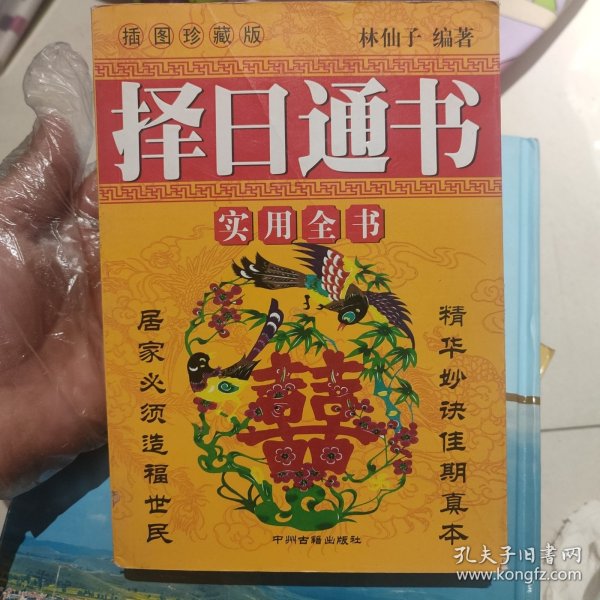 插图珍藏版
林仙子 编著
择日通书
实用全书
精华妙诀佳期真本
居家必须造福世民
囍
中州古籍出版社
孔夫子旧书网
www.kongfz.com